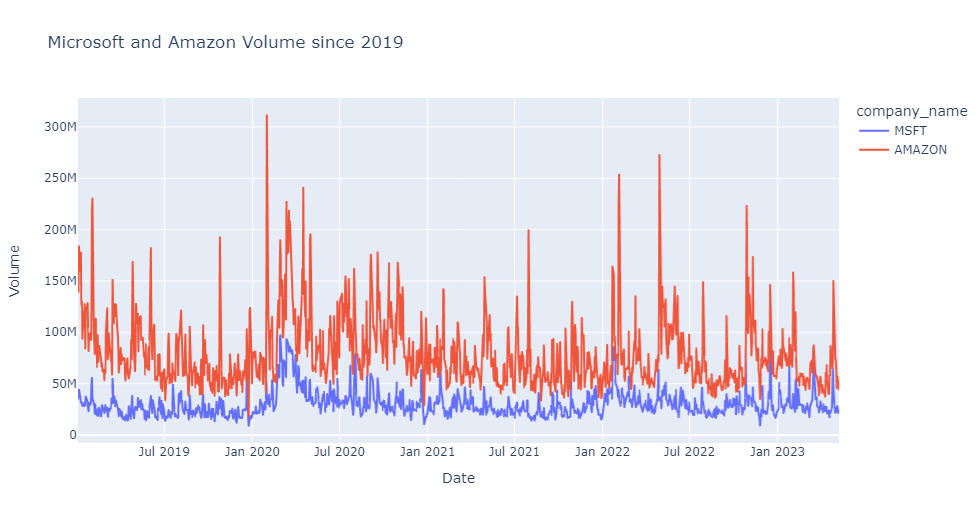 Microsoft and Amazon Volume since 2019
company_name
MSFT
AMAZON
Volume
300M
250M
200M
150M
100M
50M
0
Jul 2019
Jan 2020
Jul 2020
Jan 2021
Jul 2021
Jan 2022
Jul 2022
Jan 2023
Date